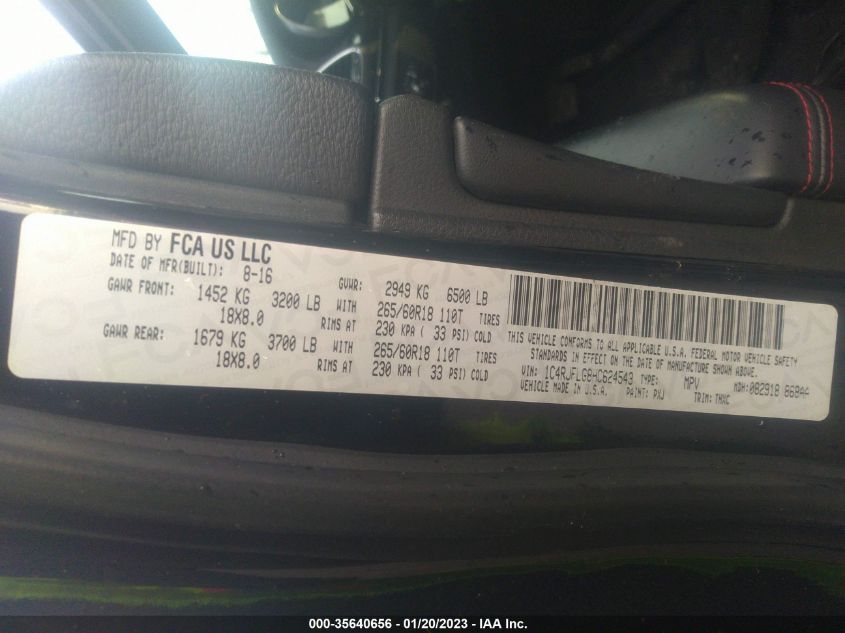 MFD BY FCA US LLC
DATE OF MFR(BUILT): 8-16
GVWR: 2949 KG 6500 LB
GAWR FRONT: 1452 KG 3200 LB WITH 265/60R18 110T TIRES
18X8.0 RIMS AT 230 KPA ( 33 PSI) COLD
GAWR REAR: 1679 KG 3700 LB WITH 265/60R18 110T TIRES
18X8.0 RIMS AT 230 KPA ( 33 PSI) COLD
THIS VEHICLE CONFORMS TO ALL APPLICABLE U.S.A. FEDERAL MOTOR VEHICLE SAFETY
STANDARDS IN EFFECT ON THE DATE OF MANUFACTURE SHOWN ABOVE.
VIN: 1C4RJFLG8HC624543 TYPE: MPV MDH:082918 868AA
VEHICLE MADE IN U.S.A. PAINT: PXJ TRIM: THXC
000-35640656 — 01/20/2023 — IAA Inc.